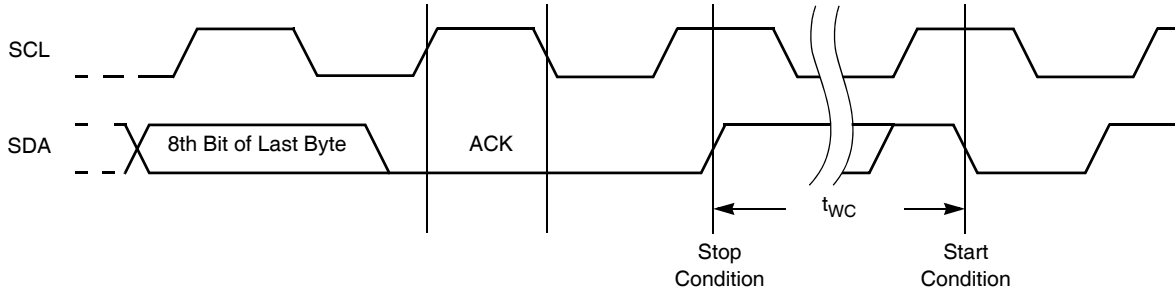 SCL
SDA
8th Bit of Last Byte
ACK
tWC
Stop
Condition
Start
Condition